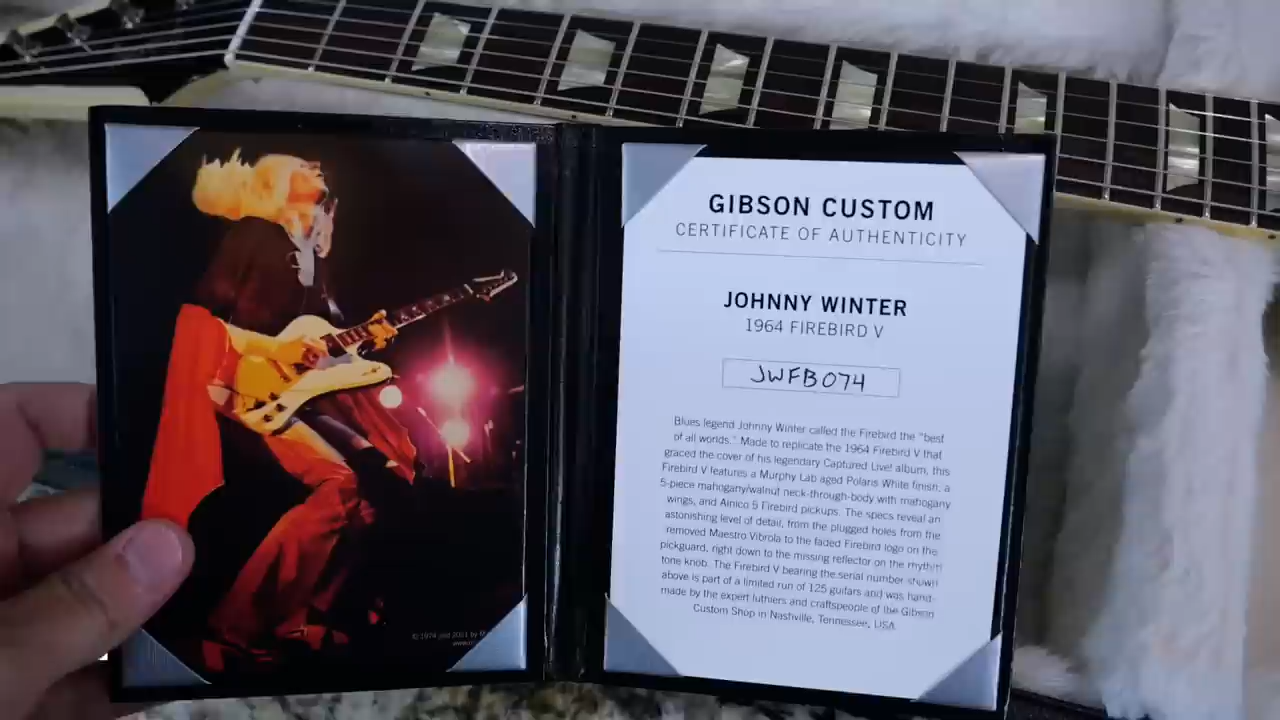 GIBSON CUSTOM
CERTIFICATE OF AUTHENTICITY
JOHNNY WINTER
1964 FIREBIRD V
JWFB074
Blues legend Johnny Winter called the Firebird the "best
of all worlds." Made to replicate the 1964 Firebird V that
graced the cover of his legendary Captured Live! album, this
Firebird V features a Murphy Lab aged Polaris White finish, a
5-piece mahogany/walnut neck-through-body with mahogany
wings, and Alnico 5 Firebird pickups. The specs reveal an
astonishing level of detail, from the plugged holes from the
removed Maestro Vibrola to the faded Firebird logo on the
pickguard, right down to the missing reflector on the rhythm
tone knob. The Firebird V bearing the serial number shown
above is part of a limited run of 125 guitars and was hand-
made by the expert luthiers and craftspeople of the Gibson
Custom Shop in Nashville, Tennessee, USA.
© 1974 and 2001 by